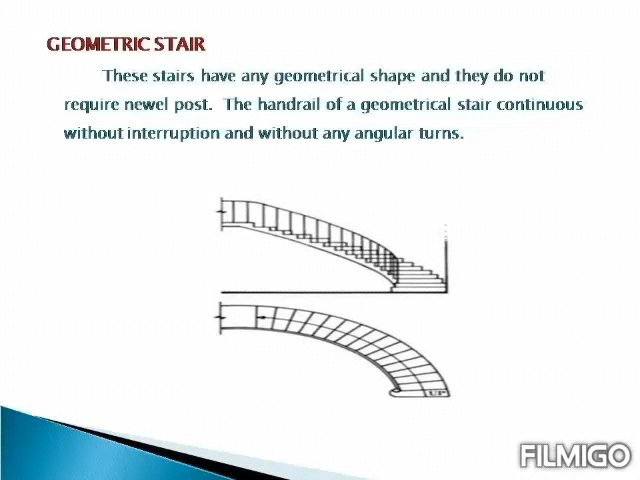 GEOMETRIC STAIR
These stairs have any geometrical shape and they do not
require newel post. The handrail of a geometrical stair continuous
without interruption and without any angular turns.
UP
FILMIGO